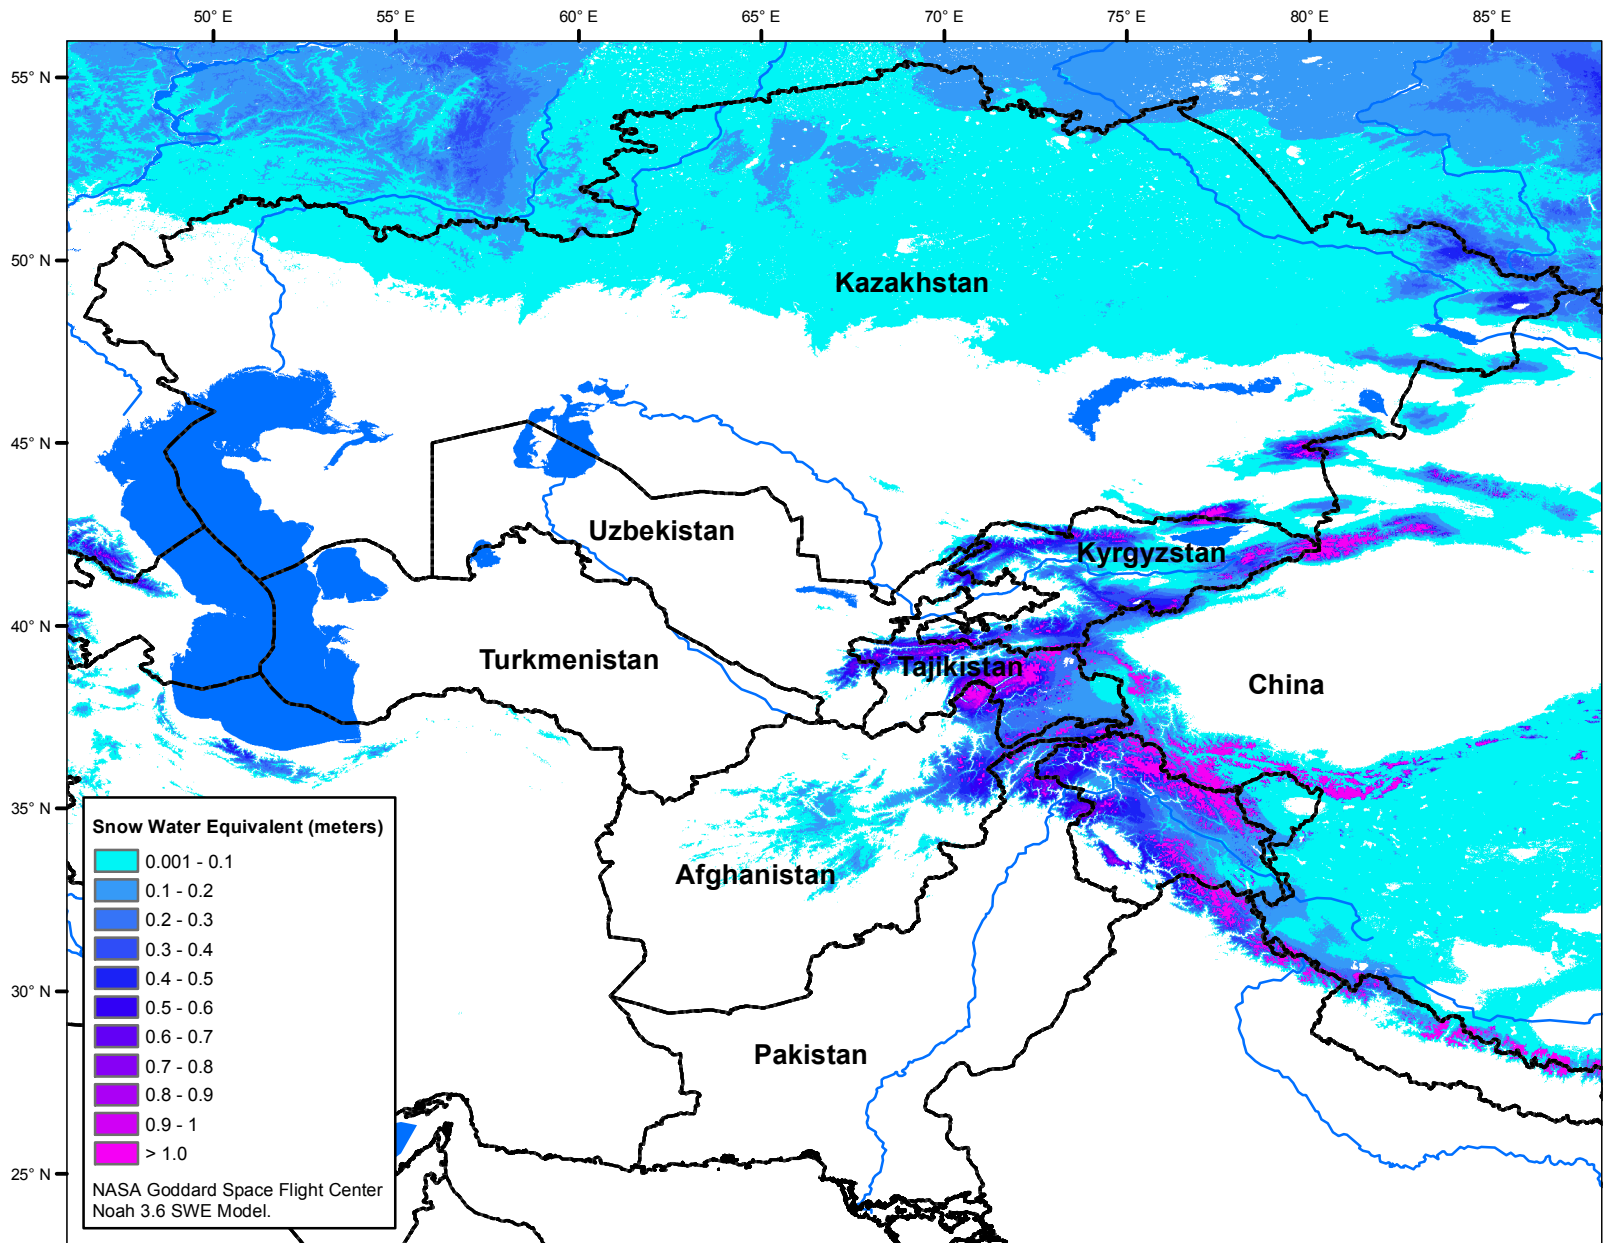 50° E 55° E 60° E 65° E 70° E 75° E 80° E 85° E
55° N
50° N
45° N
40° N
35° N
30° N
25° N
Kazakhstan
Uzbekistan
Kyrgyzstan
Turkmenistan
Tajikistan
China
Afghanistan
Pakistan
Snow Water Equivalent (meters)
0.001 - 0.1
0.1 - 0.2
0.2 - 0.3
0.3 - 0.4
0.4 - 0.5
0.5 - 0.6
0.6 - 0.7
0.7 - 0.8
0.8 - 0.9
0.9 - 1
> 1.0
NASA Goddard Space Flight Center
Noah 3.6 SWE Model.